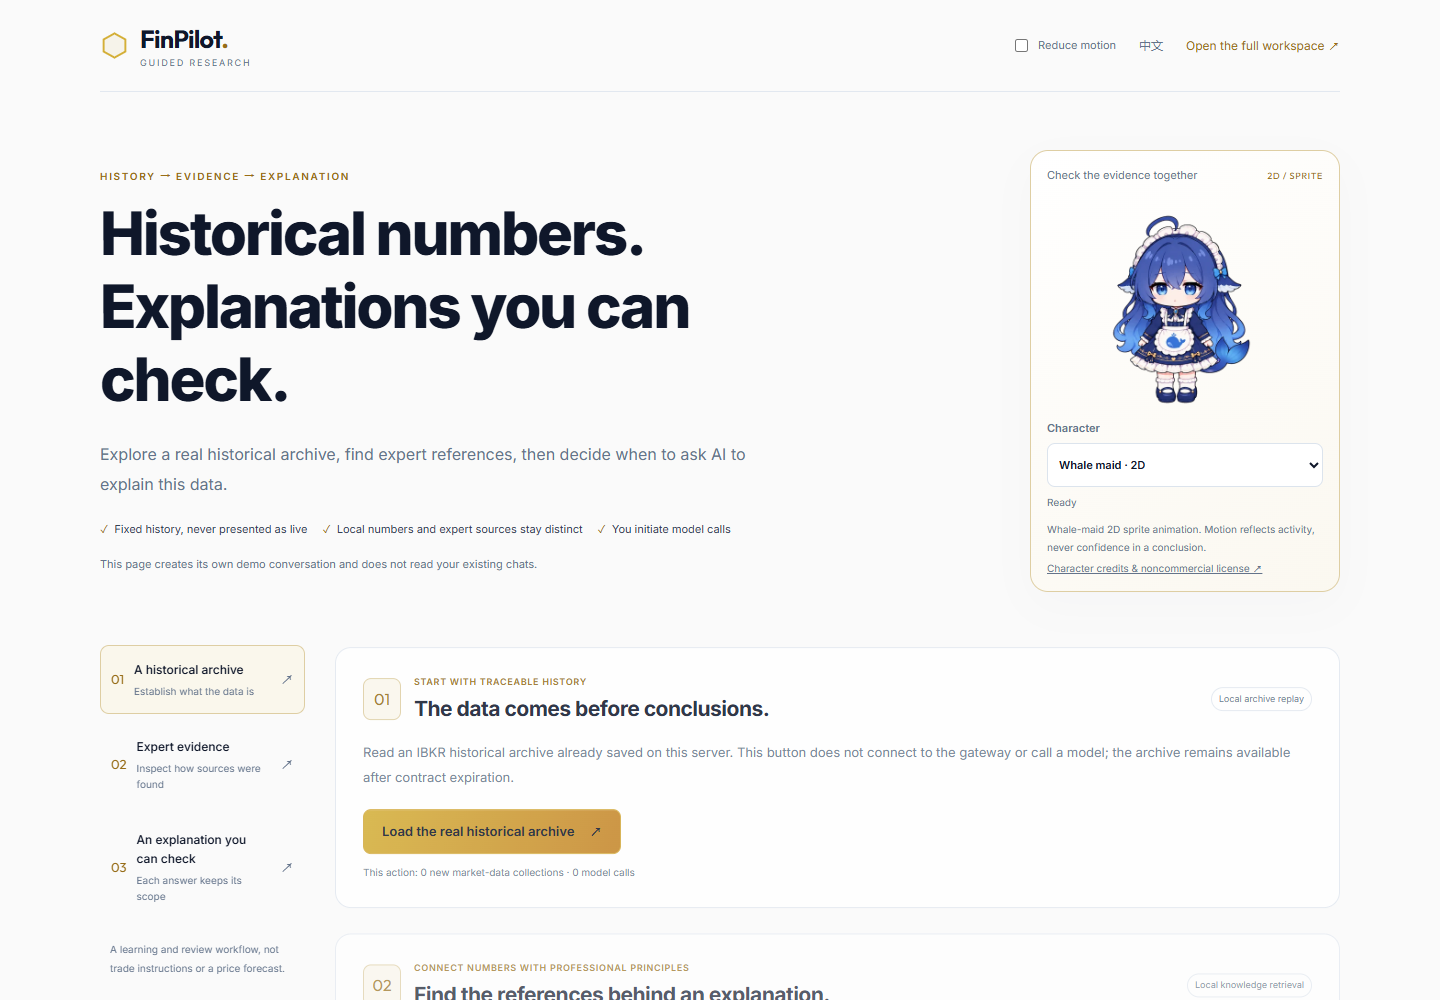 FinPilot.
GUIDED RESEARCH
Reduce motion
中文
Open the full workspace ↗
HISTORY → EVIDENCE → EXPLANATION
Historical numbers.
Explanations you can
check.
Explore a real historical archive, find expert references, then decide when to ask AI to
explain this data.
✓ Fixed history, never presented as live ✓ Local numbers and expert sources stay distinct ✓ You initiate model calls
This page creates its own demo conversation and does not read your existing chats.
Check the evidence together
2D / SPRITE
Character
Whale maid · 2D
Ready
Whale-maid 2D sprite animation. Motion reflects activity,
never confidence in a conclusion.
Character credits & noncommercial license ↗
01
A historical archive
Establish what the data is
↗
02
Expert evidence
Inspect how sources were
found
↗
03
An explanation you
can check
Each answer keeps its
scope
↗
A learning and review workflow, not
trade instructions or a price forecast.
01
START WITH TRACEABLE HISTORY
The data comes before conclusions.
Local archive replay
Read an IBKR historical archive already saved on this server. This button does not connect to the gateway or call a model; the archive remains available
after contract expiration.
Load the real historical archive ↗
This action: 0 new market-data collections · 0 model calls
02
CONNECT NUMBERS WITH PROFESSIONAL PRINCIPLES
Find the references behind an explanation.
Local knowledge retrieval